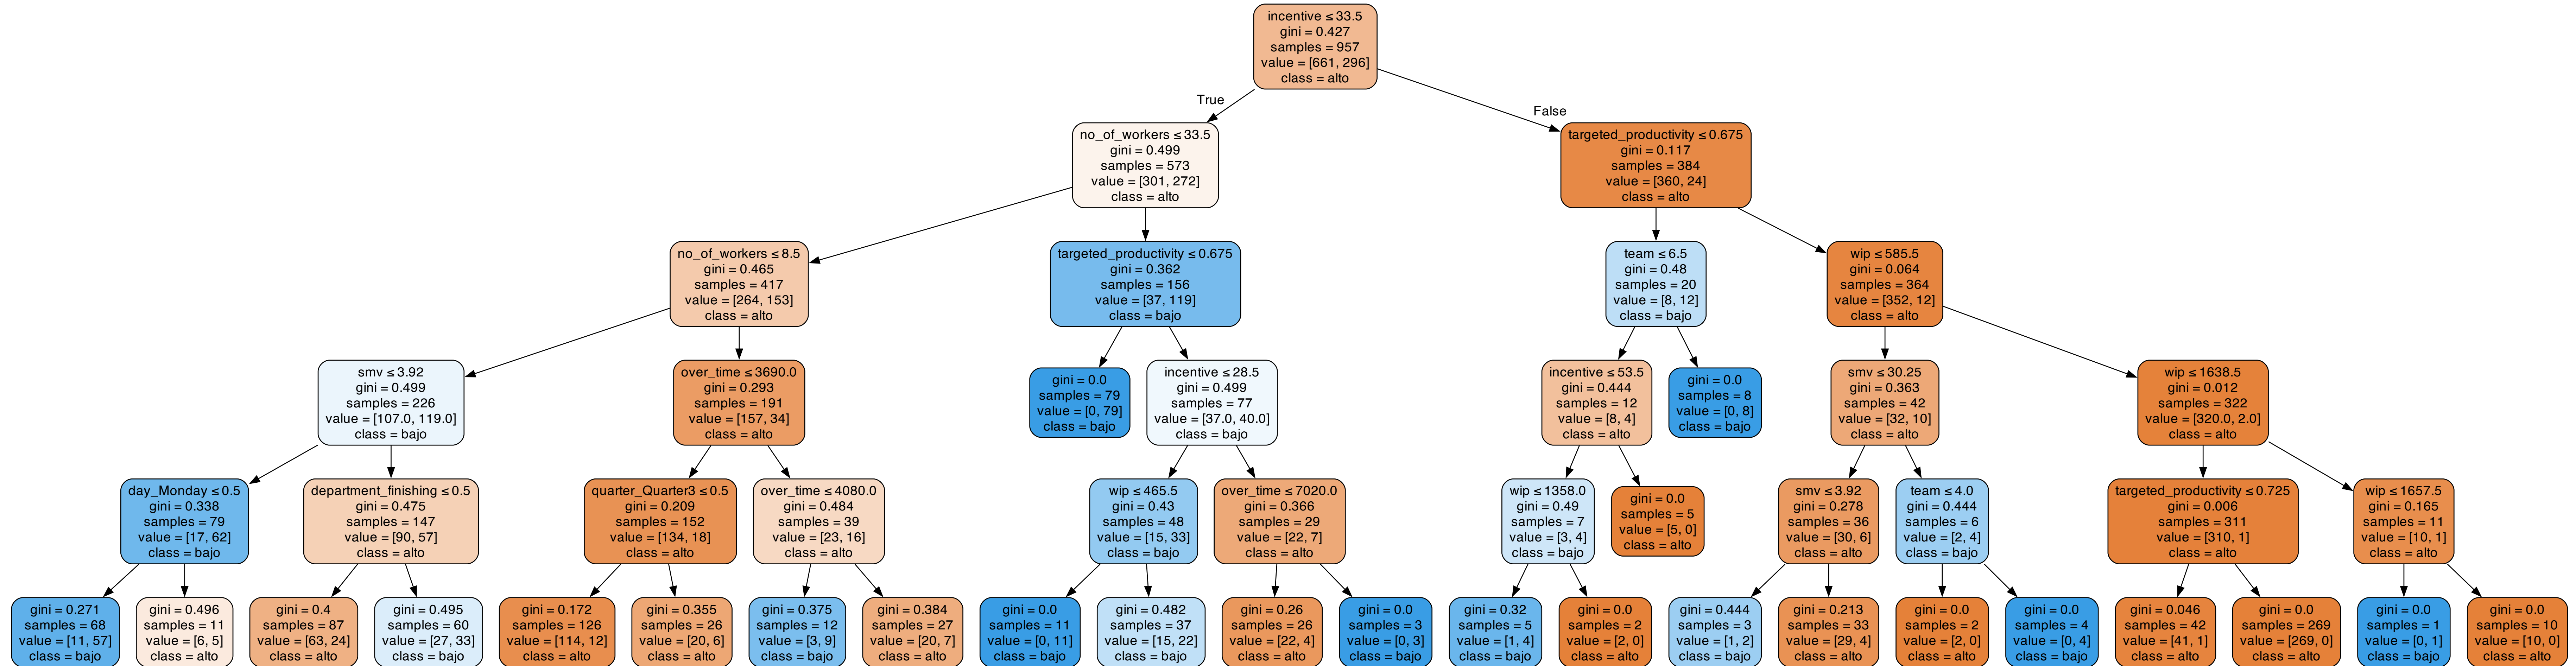 incentive ≤ 33.5
gini = 0.427
samples = 957
value = [661, 296]
class = alto
True
False
no_of_workers ≤ 33.5
gini = 0.499
samples = 573
value = [301, 272]
class = alto
targeted_productivity ≤ 0.675
gini = 0.117
samples = 384
value = [360, 24]
class = alto
no_of_workers ≤ 8.5
gini = 0.465
samples = 417
value = [264, 153]
class = alto
targeted_productivity ≤ 0.675
gini = 0.362
samples = 156
value = [37, 119]
class = bajo
team ≤ 6.5
gini = 0.48
samples = 20
value = [8, 12]
class = bajo
wip ≤ 585.5
gini = 0.064
samples = 364
value = [352, 12]
class = alto
smv ≤ 3.92
gini = 0.499
samples = 226
value = [107.0, 119.0]
class = bajo
over_time ≤ 3690.0
gini = 0.293
samples = 191
value = [157, 34]
class = alto
gini = 0.0
samples = 79
value = [0, 79]
class = bajo
incentive ≤ 28.5
gini = 0.499
samples = 77
value = [37.0, 40.0]
class = bajo
incentive ≤ 53.5
gini = 0.444
samples = 12
value = [8, 4]
class = alto
gini = 0.0
samples = 8
value = [0, 8]
class = bajo
smv ≤ 30.25
gini = 0.363
samples = 42
value = [32, 10]
class = alto
wip ≤ 1638.5
gini = 0.012
samples = 322
value = [320.0, 2.0]
class = alto
day_Monday ≤ 0.5
gini = 0.338
samples = 79
value = [17, 62]
class = bajo
department_finishing ≤ 0.5
gini = 0.475
samples = 147
value = [90, 57]
class = alto
quarter_Quarter3 ≤ 0.5
gini = 0.209
samples = 152
value = [134, 18]
class = alto
over_time ≤ 4080.0
gini = 0.484
samples = 39
value = [23, 16]
class = alto
wip ≤ 465.5
gini = 0.43
samples = 48
value = [15, 33]
class = bajo
over_time ≤ 7020.0
gini = 0.366
samples = 29
value = [22, 7]
class = alto
wip ≤ 1358.0
gini = 0.49
samples = 7
value = [3, 4]
class = bajo
gini = 0.0
samples = 5
value = [5, 0]
class = alto
smv ≤ 3.92
gini = 0.278
samples = 36
value = [30, 6]
class = alto
team ≤ 4.0
gini = 0.444
samples = 6
value = [2, 4]
class = bajo
targeted_productivity ≤ 0.725
gini = 0.006
samples = 311
value = [310, 1]
class = alto
wip ≤ 1657.5
gini = 0.165
samples = 11
value = [10, 1]
class = alto
gini = 0.271
samples = 68
value = [11, 57]
class = bajo
gini = 0.496
samples = 11
value = [6, 5]
class = alto
gini = 0.4
samples = 87
value = [63, 24]
class = alto
gini = 0.495
samples = 60
value = [27, 33]
class = bajo
gini = 0.172
samples = 126
value = [114, 12]
class = alto
gini = 0.355
samples = 26
value = [20, 6]
class = alto
gini = 0.375
samples = 12
value = [3, 9]
class = bajo
gini = 0.384
samples = 27
value = [20, 7]
class = alto
gini = 0.0
samples = 11
value = [0, 11]
class = bajo
gini = 0.482
samples = 37
value = [15, 22]
class = bajo
gini = 0.26
samples = 26
value = [22, 4]
class = alto
gini = 0.0
samples = 3
value = [0, 3]
class = bajo
gini = 0.32
samples = 5
value = [1, 4]
class = bajo
gini = 0.0
samples = 2
value = [2, 0]
class = alto
gini = 0.444
samples = 3
value = [1, 2]
class = bajo
gini = 0.213
samples = 33
value = [29, 4]
class = alto
gini = 0.0
samples = 2
value = [2, 0]
class = alto
gini = 0.0
samples = 4
value = [0, 4]
class = bajo
gini = 0.046
samples = 42
value = [41, 1]
class = alto
gini = 0.0
samples = 269
value = [269, 0]
class = alto
gini = 0.0
samples = 1
value = [0, 1]
class = bajo
gini = 0.0
samples = 10
value = [10, 0]
class = alto